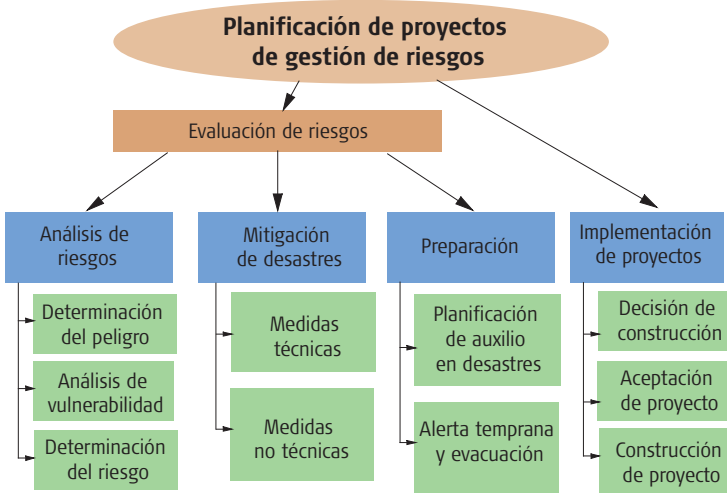 Planificación de proyectos
de gestión de riesgos
Evaluación de riesgos
Análisis de
riesgos
Determinación
del peligro
Análisis de
vulnerabilidad
Determinación
del riesgo
Mitigación
de desastres
Medidas
técnicas
Medidas
no técnicas
Preparación
Planificación
de auxilio
en desastres
Alerta temprana
y evacuación
Implementación
de proyectos
Decisión de
construcción
Aceptación
de proyecto
Construcción
de proyecto